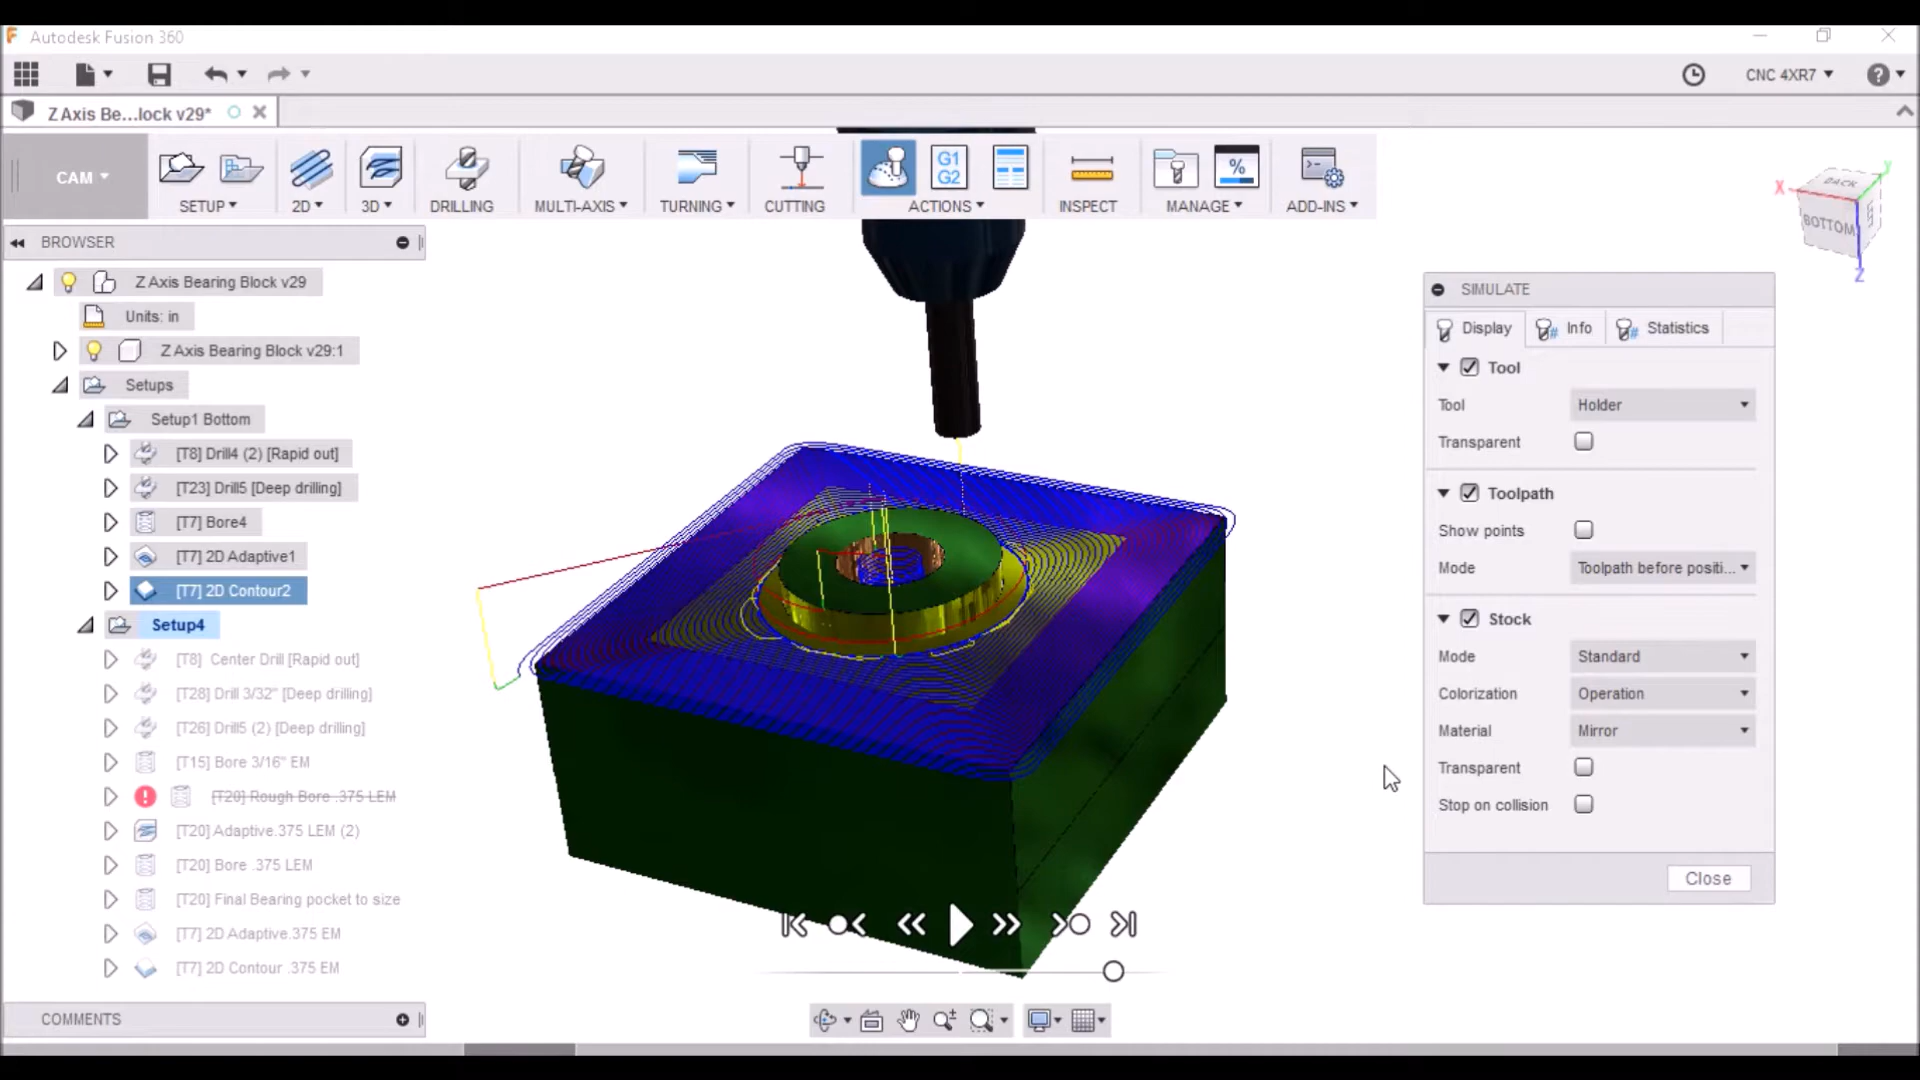 Autodesk Fusion 360
CNC 4XR7
Z Axis Be...lock v29*
CAM
SETUP
2D
3D
DRILLING
MULTI-AXIS
TURNING
CUTTING
G1
G2
ACTIONS
INSPECT
%
MANAGE
ADD-INS
BACK
BOTTOM
X
Y
Z
BROWSER
Z Axis Bearing Block v29
Units: in
Z Axis Bearing Block v29:1
Setups
Setup1 Bottom
[T8] Drill4 (2) [Rapid out]
[T23] Drill5 [Deep drilling]
[T7] Bore4
[T7] 2D Adaptive1
[T7] 2D Contour2
Setup4
[T8] Center Drill [Rapid out]
[T28] Drill 3/32" [Deep drilling]
[T26] Drill5 (2) [Deep drilling]
[T15] Bore 3/16" EM
[T20] Rough Bore .375 LEM
[T20] Adaptive.375 LEM (2)
[T20] Bore .375 LEM
[T20] Final Bearing pocket to size
[T7] 2D Adaptive.375 EM
[T7] 2D Contour .375 EM
COMMENTS
SIMULATE
Display
Info
Statistics
Tool
Tool Holder
Transparent
Toolpath
Show points
Mode Toolpath before positi...
Stock
Mode Standard
Colorization Operation
Material Mirror
Transparent
Stop on collision
Close